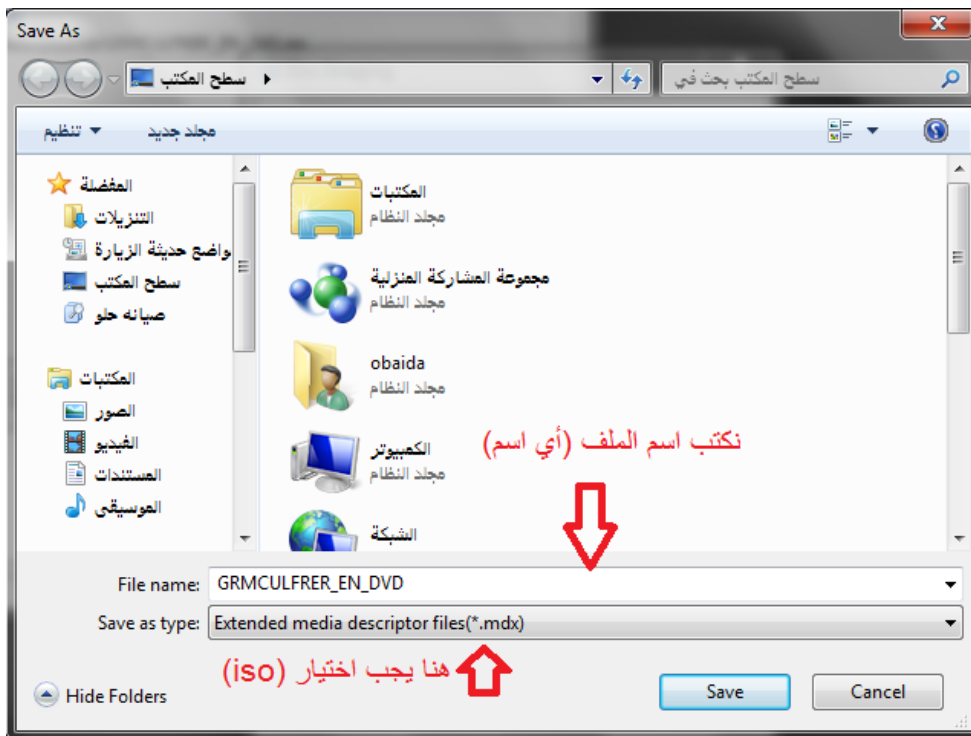 Save As
سطح المكتب
سطح المكتب بحث في
تنظيم
مجلد جديد
المفضلة
التنزيلات
واضع حديثة الزيارة
سطح المكتب
صيانه حلو
المكتبات
الصور
الفيديو
المستندات
الموسيقى
المكتبات
مجلد النظام
مجموعة المشاركة المنزلية
مجلد النظام
obaida
مجلد النظام
الكمبيوتر
مجلد النظام
الشبكة
نكتب اسم الملف (أي اسم)
File name: GRMCULFRER_EN_DVD
Save as type: Extended media descriptor files(*.mdx)
هنا يجب اختيار (iso)
Hide Folders
Save
Cancel